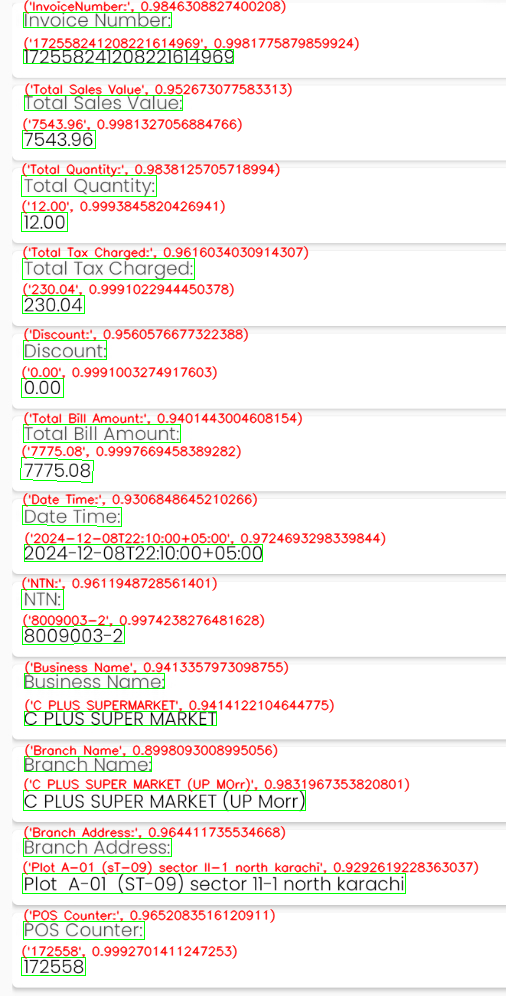 ('InvoiceNumber:', 0.9846308827400208)
Invoice Number:
('172558241208221614969', 0.9981775879859924)
172558241208221614969
('Total Sales Value', 0.952673077583313)
Total Sales Value:
('7543.96', 0.9981327056884766)
7543.96
('Total Quantity:', 0.9838125705718994)
Total Quantity:
('12.00', 0.9993845820426941)
12.00
('Total Tax Charged:', 0.9616034030914307)
Total Tax Charged:
('230.04', 0.9991022944450378)
230.04
('Discount:', 0.9560576677322388)
Discount:
('0.00', 0.9991003274917603)
0.00
('Total Bill Amount:', 0.9401443004608154)
Total Bill Amount:
('7775.08', 0.9997669458389282)
7775.08
('Date Time:', 0.9306848645210266)
Date Time:
('2024-12-08T22:10:00+05:00', 0.9724693298339844)
2024-12-08T22:10:00+05:00
('NTN:', 0.9611948728561401)
NTN:
('8009003-2', 0.9974238276481628)
8009003-2
('Business Name', 0.9413357973098755)
Business Name:
('C PLUS SUPERMARKET', 0.9414122104644775)
C PLUS SUPER MARKET
('Branch Name', 0.8998093008995056)
Branch Name:
('C PLUS SUPER MARKET (UP MOrr)', 0.9831967353820801)
C PLUS SUPER MARKET (UP Morr)
('Branch Address:', 0.964411735534668)
Branch Address:
('Plot A-01 (sT-09) sector II-1 north karachi', 0.9292619228363037)
Plot A-01 (ST-09) sector 11-1 north karachi
('POS Counter:', 0.9652083516120911)
POS Counter:
('172558', 0.9992701411247253)
172558